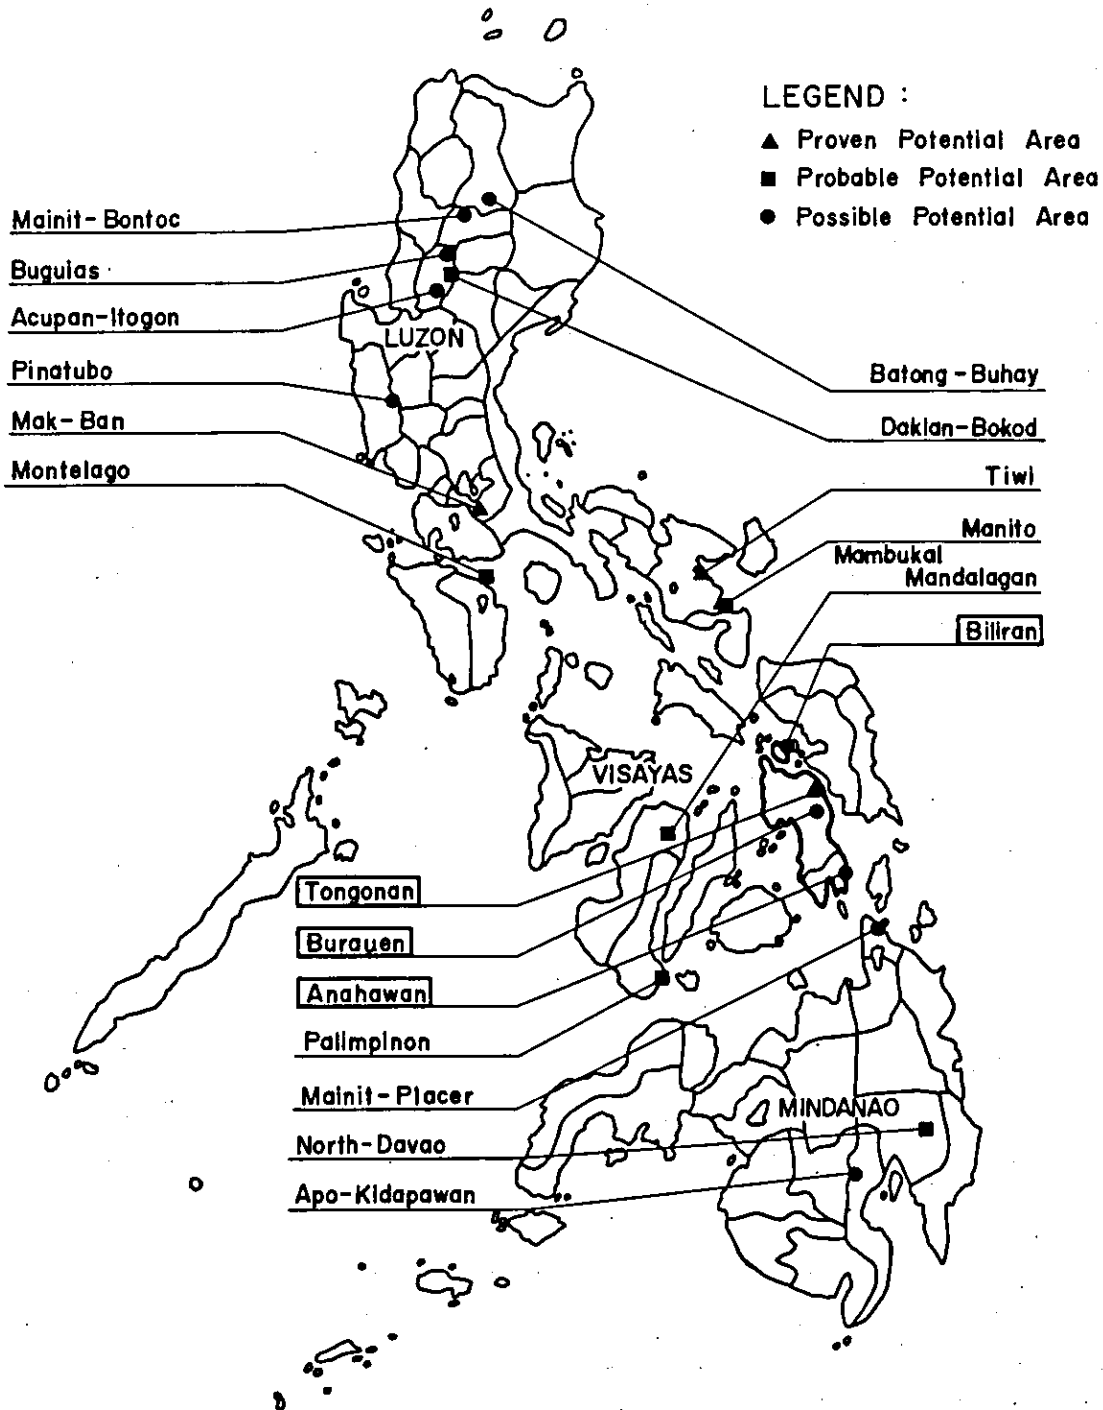 LEGEND :
▲ Proven Potential Area
■ Probable Potential Area
● Possible Potential Area
Mainit-Bontoc
Buguias
Acupan-Itogon
LUZON
Pinatubo
Mak-Ban
Montelago
Batong-Buhay
Daklan-Bokod
Tiwi
Manito
Mambukal
Mandalagan
Biliran
VISAYAS
Tongonan
Burauen
Anahawan
Palimpinon
Mainit-Placer
MINDANAO
North-Davao
Apo-Kidapawan